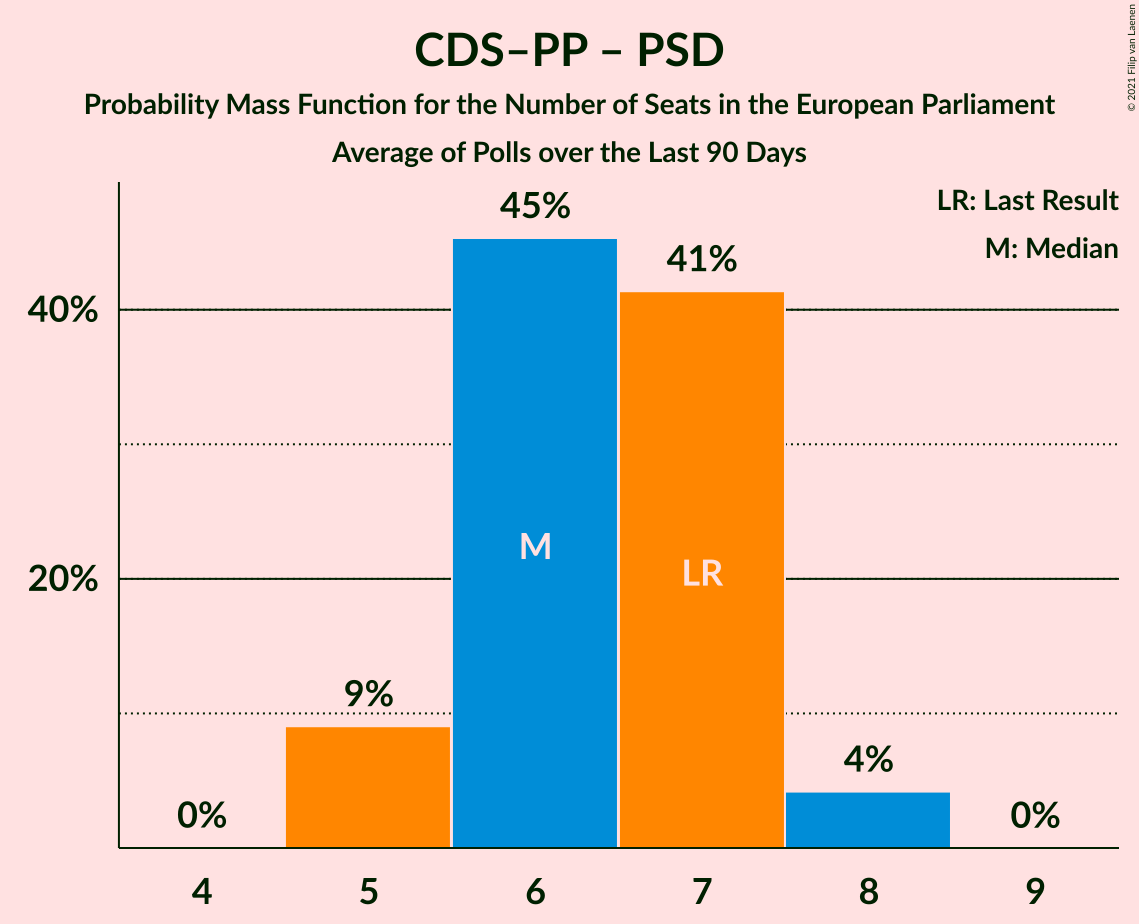 CDS–PP – PSD
Probability Mass Function for the Number of Seats in the European Parliament
Average of Polls over the Last 90 Days
© 2021 Filip van Laenen
LR: Last Result
M: Median
45%
41%
40%
M
LR
20%
9%
4%
0%
0%
4 5 6 7 8 9